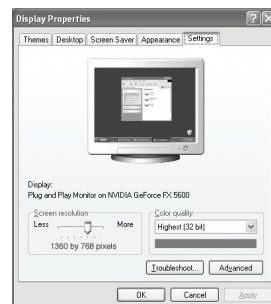 Display Properties
Themes Desktop Screen Saver Appearance Settings
Display:
Plug and Play Monitor on NVIDIA GeForce FX 5600
Screen resolution
Less More
1360 by 768 pixels
Color quality
Highest (32 bit)
Troubleshoot... Advanced
OK Cancel Apply